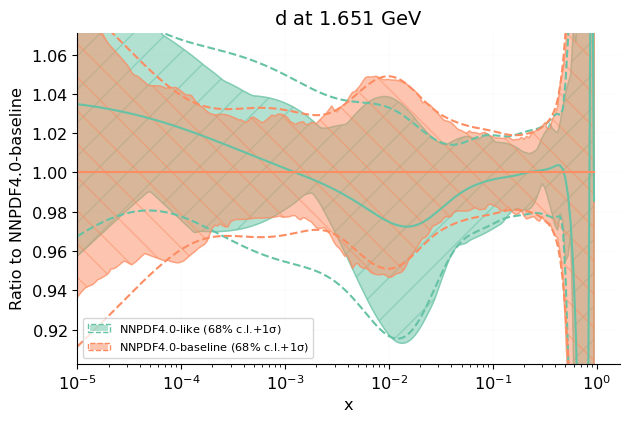 d at 1.651 GeV
Ratio to NNPDF4.0-baseline
1.06
1.04
1.02
1.00
0.98
0.96
0.94
0.92
NNPDF4.0-like (68% c.l.+1σ)
NNPDF4.0-baseline (68% c.l.+1σ)
10⁻⁵ 10⁻⁴ 10⁻³ 10⁻² 10⁻¹ 10⁰
x